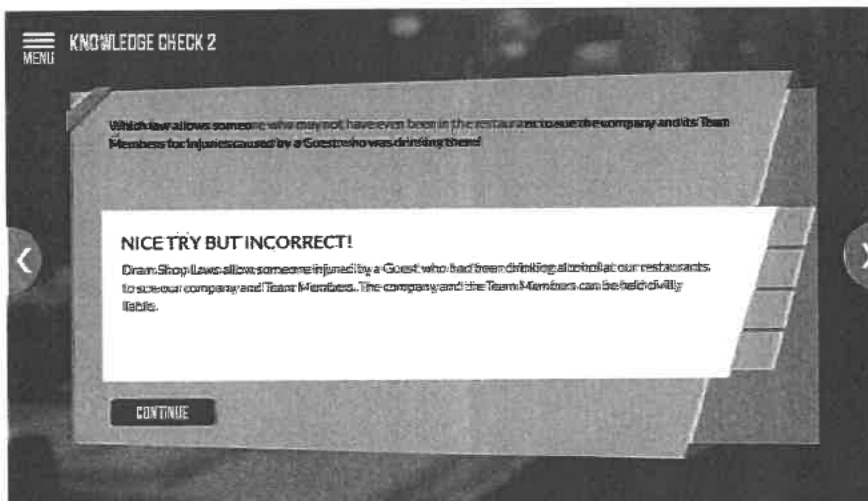 KNOWLEDGE CHECK 2
MENU
Which law allows someone who may not have even been in the restaurant to sue the company and its Team
Members for injuries caused by a Guest who was drinking there?
NICE TRY BUT INCORRECT!
Dram Shop Laws allow someone injured by a Guest who had been drinking alcohol at our restaurants
to sue our company and Team Members. The company and the Team Members can be held civilly
liable.
CONTINUE